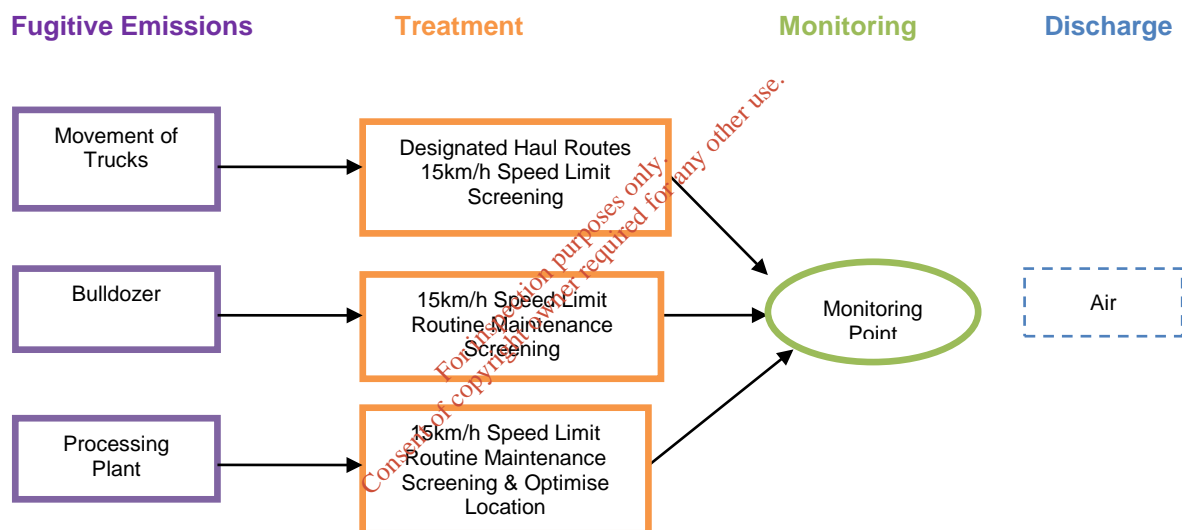 Fugitive Emissions
Treatment
Monitoring
Discharge
Movement of
Trucks
Designated Haul Routes
15km/h Speed Limit
Screening
Bulldozer
15km/h Speed Limit
Routine Maintenance
Screening
Monitoring
Point
Air
Processing
Plant
15km/h Speed Limit
Routine Maintenance
Screening & Optimise
Location
For inspection purposes only.
Consent of copyright owner required for any other use.